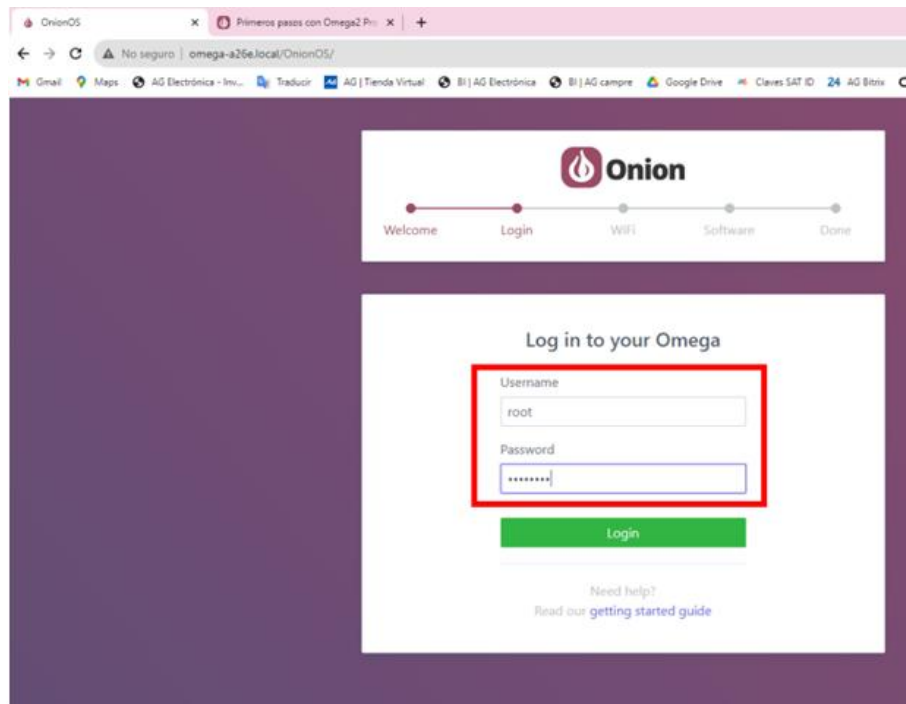 OnionOS
Primeros pasos con Omega2 Pro
No seguro | omega-a26e.local/OnionOS/
Gmail Maps AG Electrónica - Inv... Traducir AG | Tienda Virtual BI | AG Electrónica BI | AG campre Google Drive Claves SAT ID 24 AG Bitrix
Onion
Welcome Login WiFi Software Done
Log in to your Omega
Username
root
Password
••••••••
Login
Need help?
Read our getting started guide